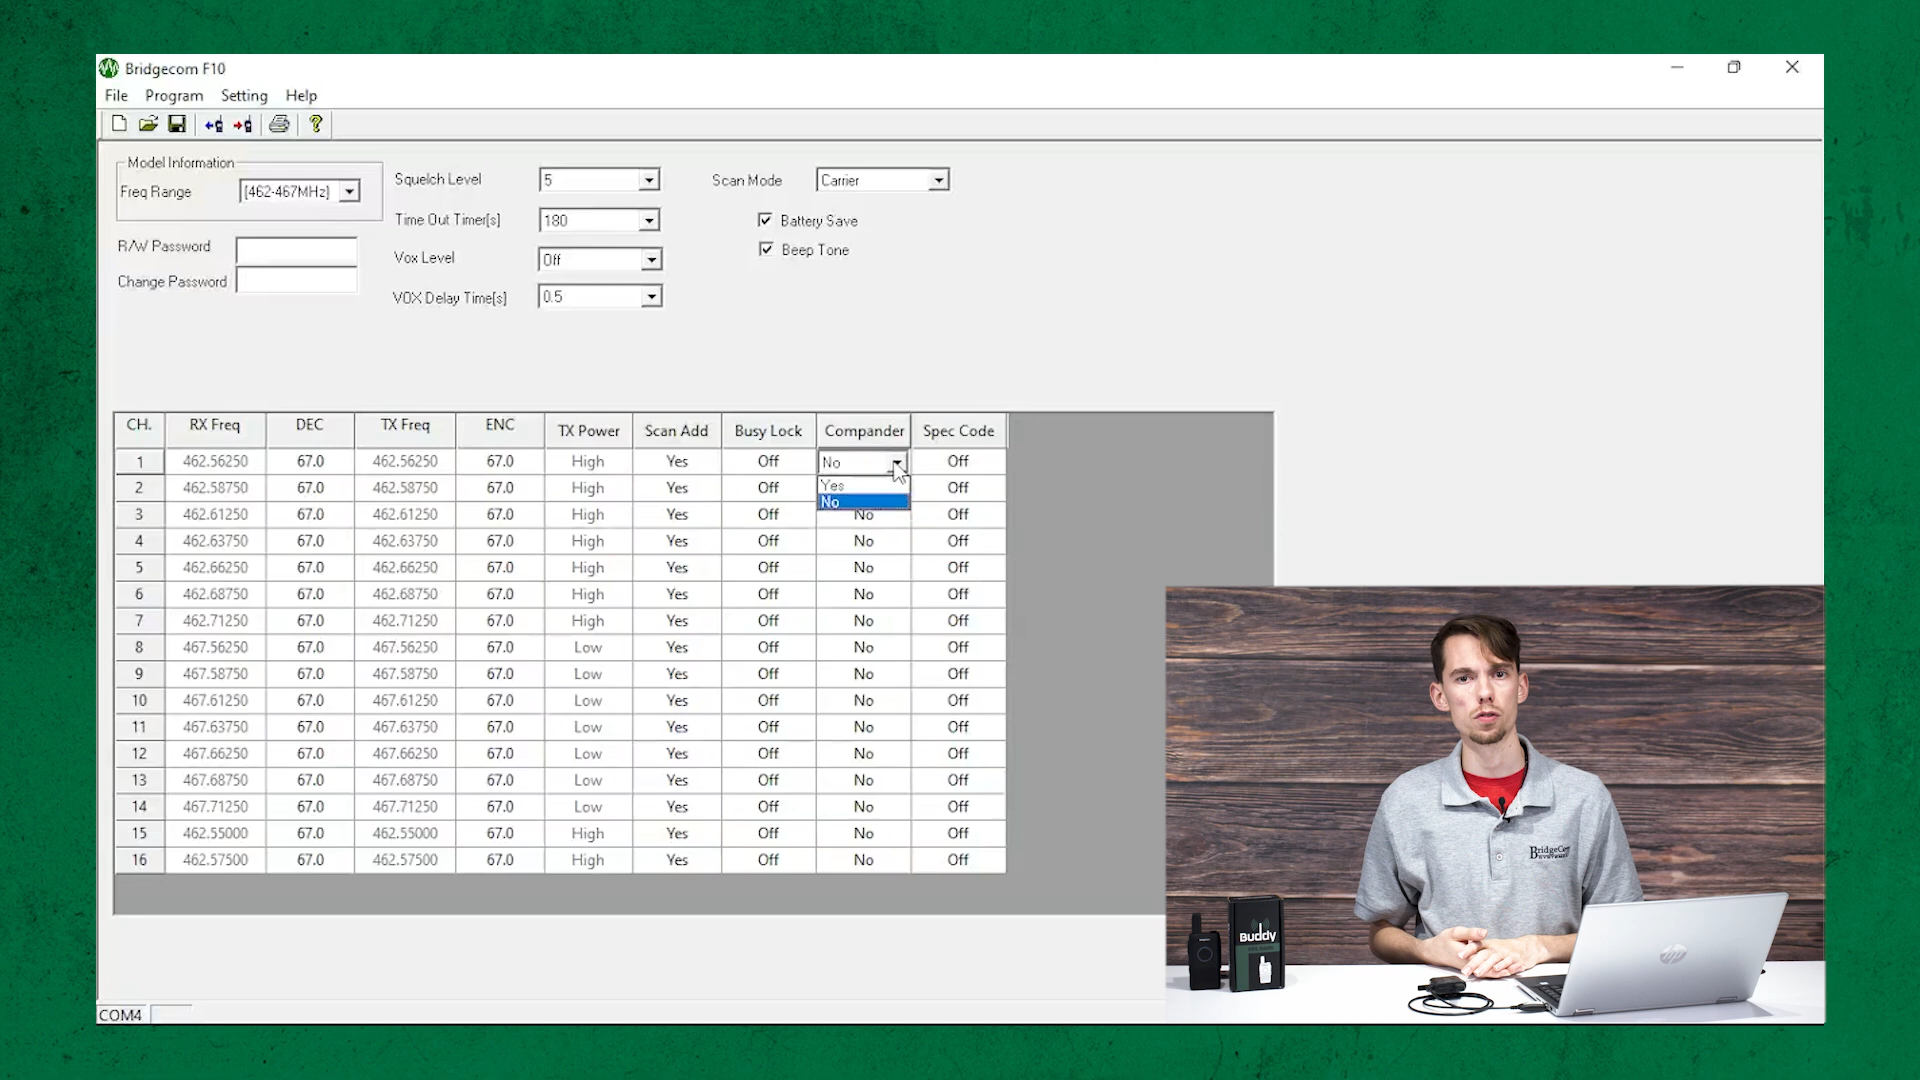 Bridgecom F10
File Program Setting Help
Model Information
Freq Range [462-467MHz]
R/W Password
Change Password
Squelch Level 5
Time Out Timer[s] 180
Vox Level Off
VOX Delay Time[s] 0.5
Scan Mode Carrier
Battery Save
Beep Tone
CH. RX Freq DEC TX Freq ENC TX Power Scan Add Busy Lock Compander Spec Code
1 462.56250 67.0 462.56250 67.0 High Yes Off No Off
2 462.58750 67.0 462.58750 67.0 High Yes Off Yes Off
No
3 462.61250 67.0 462.61250 67.0 High Yes Off No Off
4 462.63750 67.0 462.63750 67.0 High Yes Off No Off
5 462.66250 67.0 462.66250 67.0 High Yes Off No Off
6 462.68750 67.0 462.68750 67.0 High Yes Off No Off
7 462.71250 67.0 462.71250 67.0 High Yes Off No Off
8 467.56250 67.0 467.56250 67.0 Low Yes Off No Off
9 467.58750 67.0 467.58750 67.0 Low Yes Off No Off
10 467.61250 67.0 467.61250 67.0 Low Yes Off No Off
11 467.63750 67.0 467.63750 67.0 Low Yes Off No Off
12 467.66250 67.0 467.66250 67.0 Low Yes Off No Off
13 467.68750 67.0 467.68750 67.0 Low Yes Off No Off
14 467.71250 67.0 467.71250 67.0 Low Yes Off No Off
15 462.55000 67.0 462.55000 67.0 High Yes Off No Off
16 462.57500 67.0 462.57500 67.0 High Yes Off No Off
COM4
BridgeCom
Buddy
hp